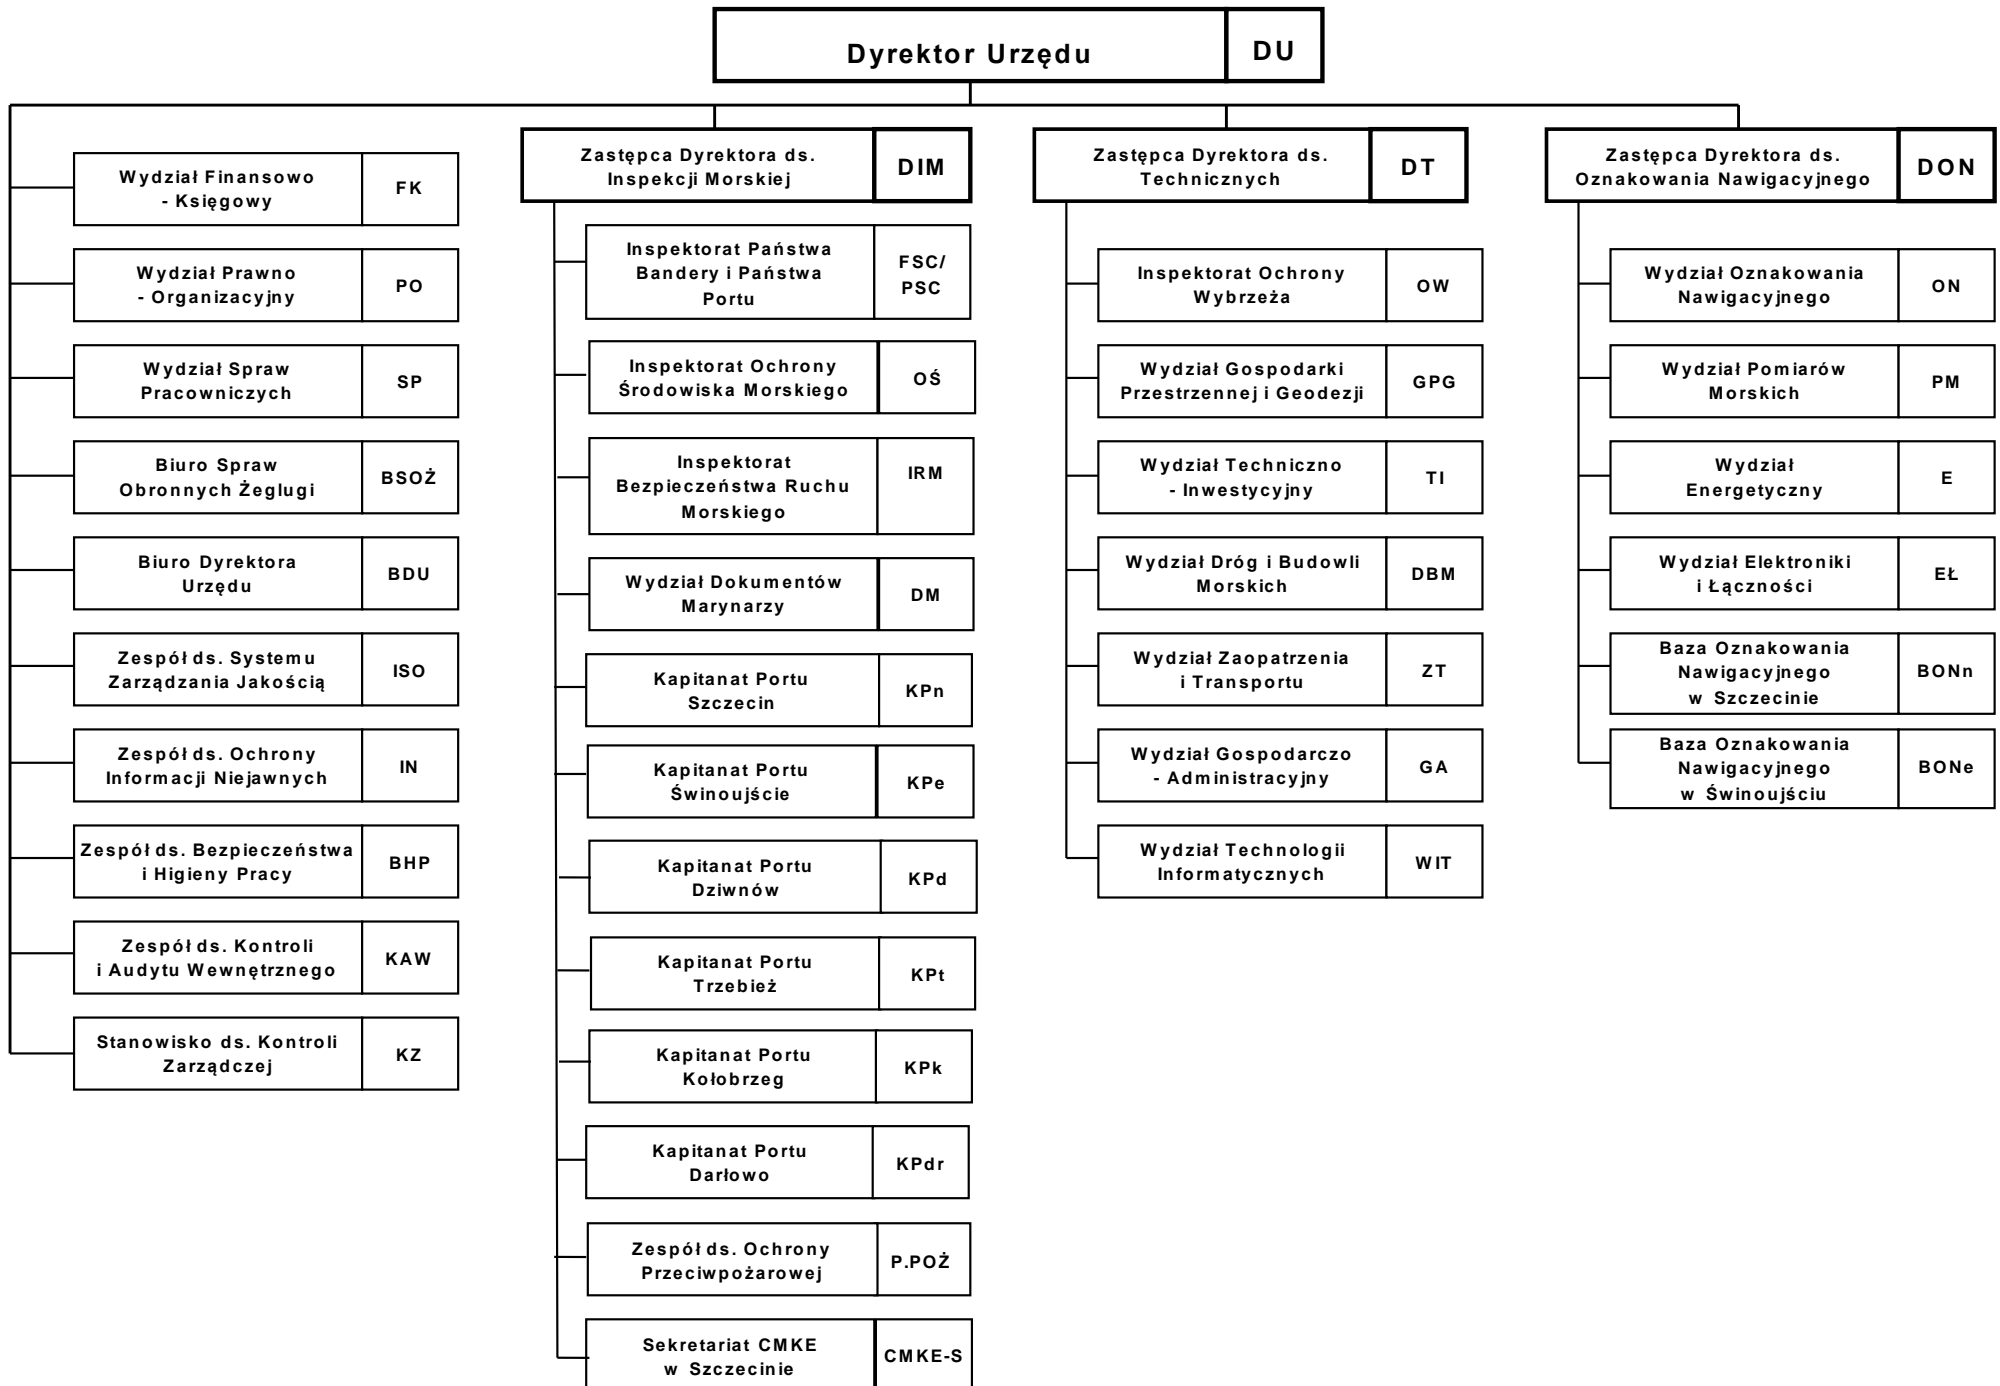 Dyrektor Urzędu
DU
Wydział Finansowo
- Księgowy
FK
Wydział Prawno
- Organizacyjny
PO
Wydział Spraw
Pracowniczych
SP
Biuro Spraw
Obronnych Żeglugi
BSOŻ
Biuro Dyrektora
Urzędu
BDU
Zespół ds. Systemu
Zarządzania Jakością
ISO
Zespół ds. Ochrony
Informacji Niejawnych
IN
Zespół ds. Bezpieczeństwa
i Higieny Pracy
BHP
Zespół ds. Kontroli
i Audytu Wewnętrznego
KAW
Stanowisko ds. Kontroli
Zarządczej
KZ
Zastępca Dyrektora ds.
Inspekcji Morskiej
DIM
Inspektorat Państwa
Bandery i Państwa
Portu
FSC/
PSC
Inspektorat Ochrony
Środowiska Morskiego
OŚ
Inspektorat
Bezpieczeństwa Ruchu
Morskiego
IRM
Wydział Dokumentów
Marynarzy
DM
Kapitanat Portu
Szczecin
KPn
Kapitanat Portu
Świnoujście
KPe
Kapitanat Portu
Dziwnów
KPd
Kapitanat Portu
Trzebież
KPt
Kapitanat Portu
Kołobrzeg
KPk
Kapitanat Portu
Darłowo
KPdr
Zespół ds. Ochrony
Przeciwpożarowej
P.POŻ
Sekretariat CMKE
w Szczecinie
CMKE-S
Zastępca Dyrektora ds.
Technicznych
DT
Inspektorat Ochrony
Wybrzeża
OW
Wydział Gospodarki
Przestrzennej i Geodezji
GPG
Wydział Techniczno
- Inwestycyjny
TI
Wydział Dróg i Budowli
Morskich
DBM
Wydział Zaopatrzenia
i Transportu
ZT
Wydział Gospodarczo
- Administracyjny
GA
Wydział Technologii
Informatycznych
WIT
Zastępca Dyrektora ds.
Oznakowania Nawigacyjnego
DON
Wydział Oznakowania
Nawigacyjnego
ON
Wydział Pomiarów
Morskich
PM
Wydział
Energetyczny
E
Wydział Elektroniki
i Łączności
EŁ
Baza Oznakowania
Nawigacyjnego
w Szczecinie
BONn
Baza Oznakowania
Nawigacyjnego
w Świnoujściu
BONe